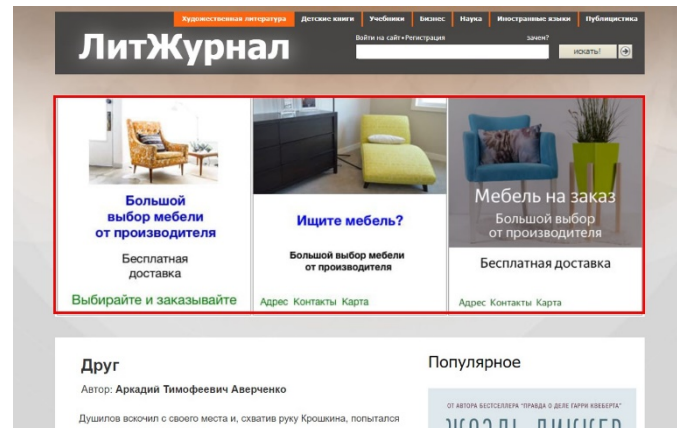 Художественная литература Детские книги Учебники Бизнес Наука Иностранные языки Публицистика
ЛитЖурнал
Войти на сайт•Регистрация зачем?
искать!
Большой
выбор мебели
от производителя
Бесплатная
доставка
Выбирайте и заказывайте
Ищите мебель?
Большой выбор мебели
от производителя
Адрес Контакты Карта
Мебель на заказ
Большой выбор
от производителя
Бесплатная доставка
Адрес Контакты Карта
Друг
Автор: Аркадий Тимофеевич Аверченко
Душилов вскочил с своего места и, схватив руку Крошкина, попытался
Популярное
ОТ АВТОРА БЕСТСЕЛЛЕРА "ПРАВДА О ДЕЛЕ ГАРРИ КВЕБЕРТА"